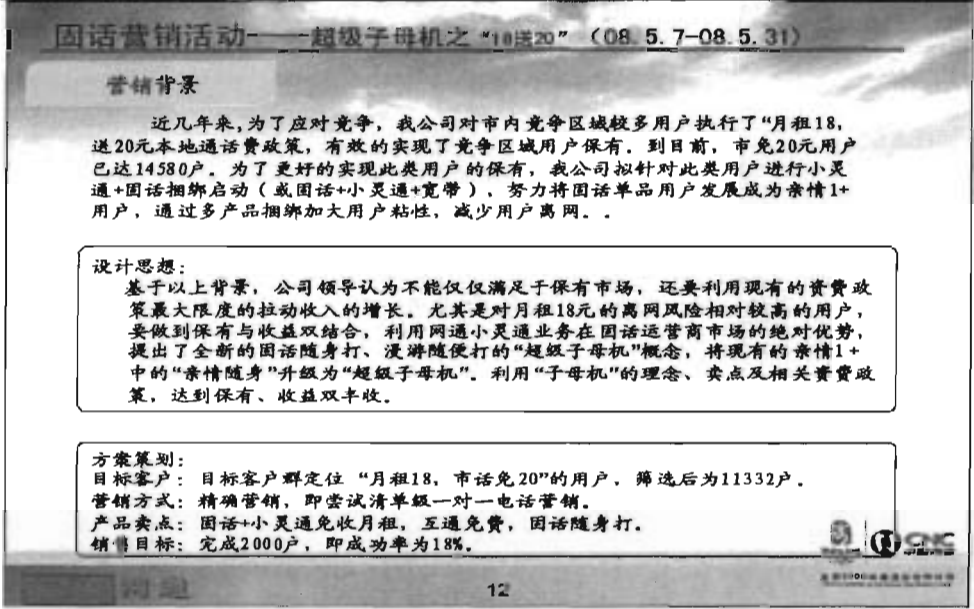 固话营销活动——超级子母机之“18送20”（08.5.7-08.5.31）
营销背景
近几年来,为了应对竞争，我公司对市内竞争区域较多用户执行了“月租18,
送20元本地通话费政策，有效的实现了竞争区域用户保有．到目前，市免20元用户
已达14580户．为了更好的实现此类用户的保有，我公司拟针对此类用户进行小灵
通+固话捆绑启动（或固话+小灵通+宽带），努力将固话单品用户发展成为亲情1+
用户，通过多产品捆绑加大用户粘性，减少用户离网．．
设计思想：
基于以上背景，公司领导认为不能仅仅满足于保有市场，还要利用现有的资费政
策最大限度的拉动收入的增长．尤其是对月租18元的离网风险相对较高的用户，
要做到保有与收益双结合，利用网通小灵通业务在固话运营商市场的绝对优势，
提出了全新的固话随身打、漫游随便打的“超级子母机”概念，将现有的亲情1+
中的“亲情随身”升级为“超级子母机”．利用“子母机”的理念、卖点及相关资费政
策，达到保有、收益双丰收．
方案策划：
目标客户：目标客户群定位 “月租18，市话免20”的用户，筛选后为11332户．
营销方式：精确营销，即尝试清单级一对一电话营销．
产品卖点：固话+小灵通免收月租，互通免费，固话随身打．
销售目标：完成2000户，即成功率为18%．
CNC
12